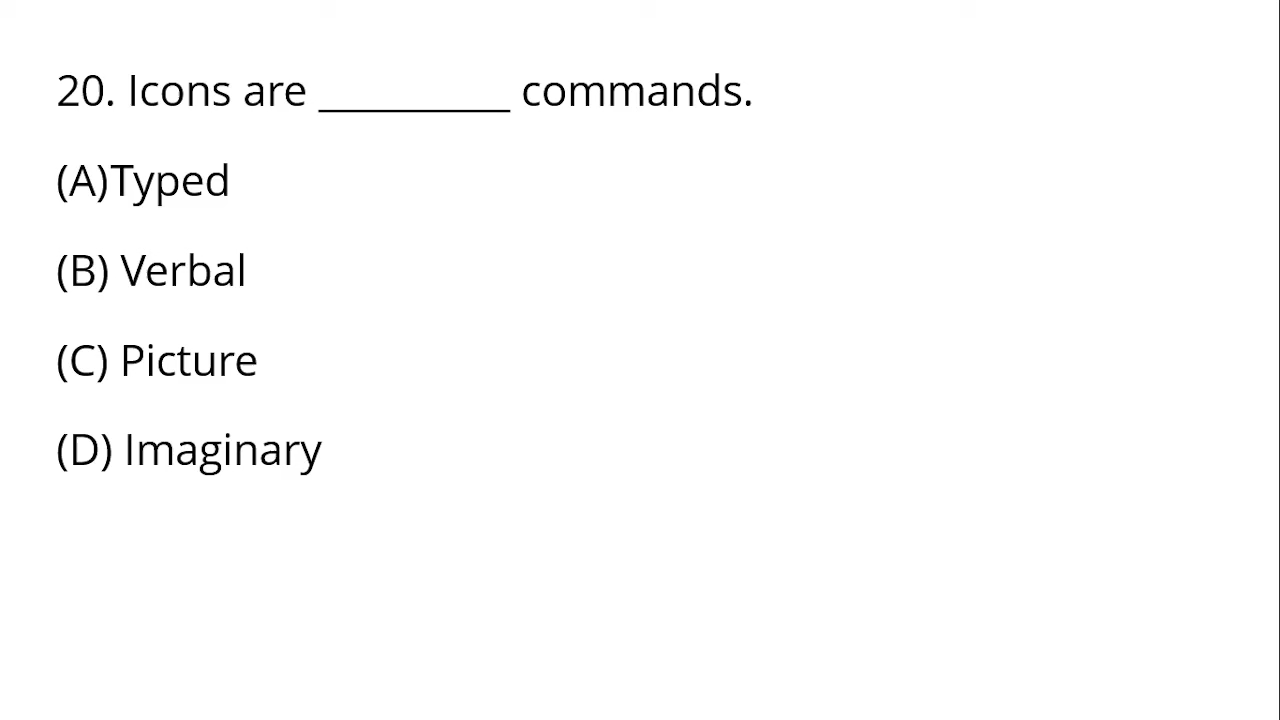 20. Icons are __________ commands.
(A)Typed
(B) Verbal
(C) Picture
(D) Imaginary